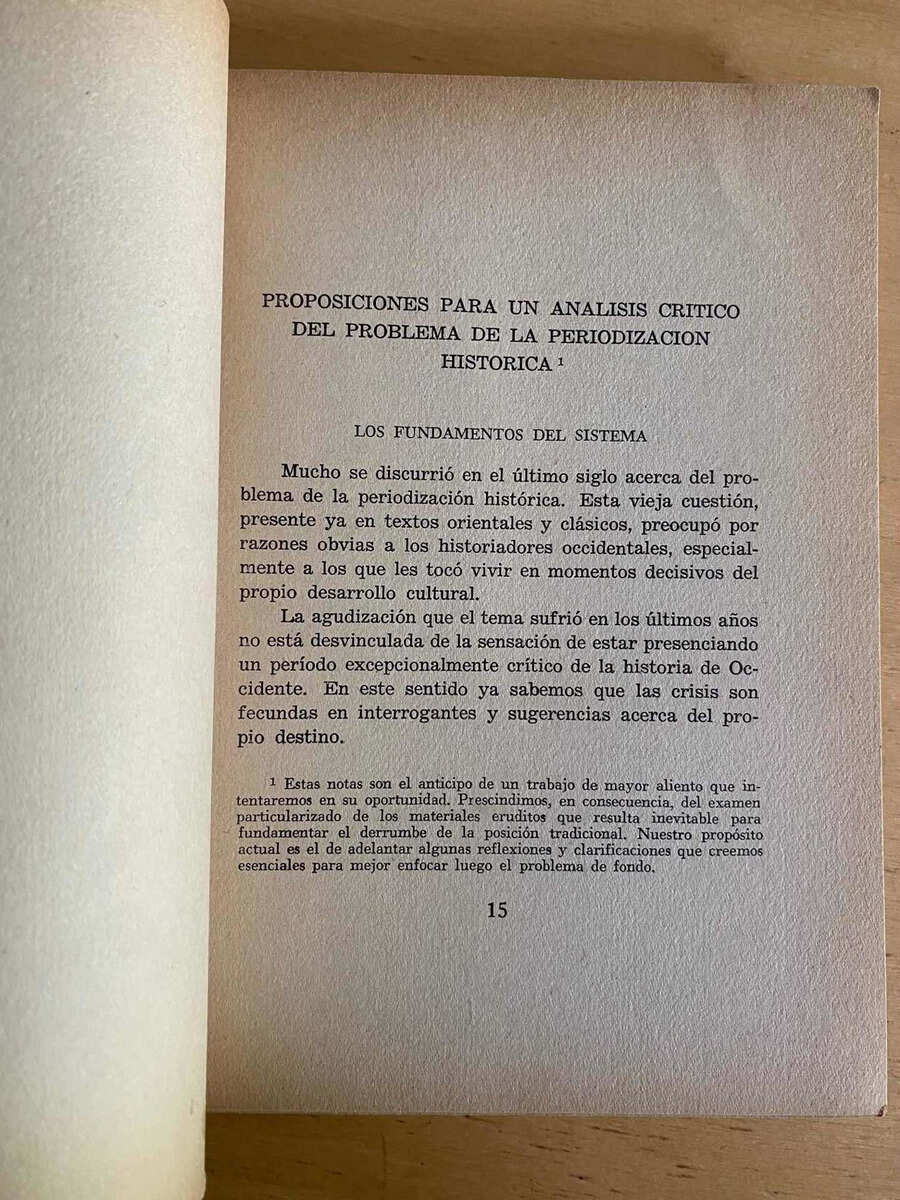 PROPOSICIONES PARA UN ANALISIS CRITICO
DEL PROBLEMA DE LA PERIODIZACION
HISTORICA ¹
LOS FUNDAMENTOS DEL SISTEMA
Mucho se discurrió en el último siglo acerca del pro-
blema de la periodización histórica. Esta vieja cuestión,
presente ya en textos orientales y clásicos, preocupó por
razones obvias a los historiadores occidentales, especial-
mente a los que les tocó vivir en momentos decisivos del
propio desarrollo cultural.
La agudización que el tema sufrió en los últimos años
no está desvinculada de la sensación de estar presenciando
un período excepcionalmente crítico de la historia de Oc-
cidente. En este sentido ya sabemos que las crisis son
fecundas en interrogantes y sugerencias acerca del pro-
pio destino.
¹ Estas notas son el anticipo de un trabajo de mayor aliento que in-
tentaremos en su oportunidad. Prescindimos, en consecuencia, del examen
particularizado de los materiales eruditos que resulta inevitable para
fundamentar el derrumbe de la posición tradicional. Nuestro propósito
actual es el de adelantar algunas reflexiones y clarificaciones que creemos
esenciales para mejor enfocar luego el problema de fondo.
15